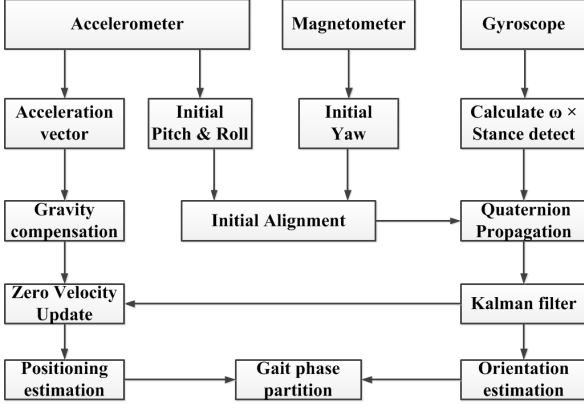 Accelerometer
Magnetometer
Gyroscope
Acceleration
vector
Initial
Pitch & Roll
Initial
Yaw
Calculate ω ×
Stance detect
Gravity
compensation
Initial Alignment
Quaternion
Propagation
Zero Velocity
Update
Kalman filter
Positioning
estimation
Gait phase
partition
Orientation
estimation